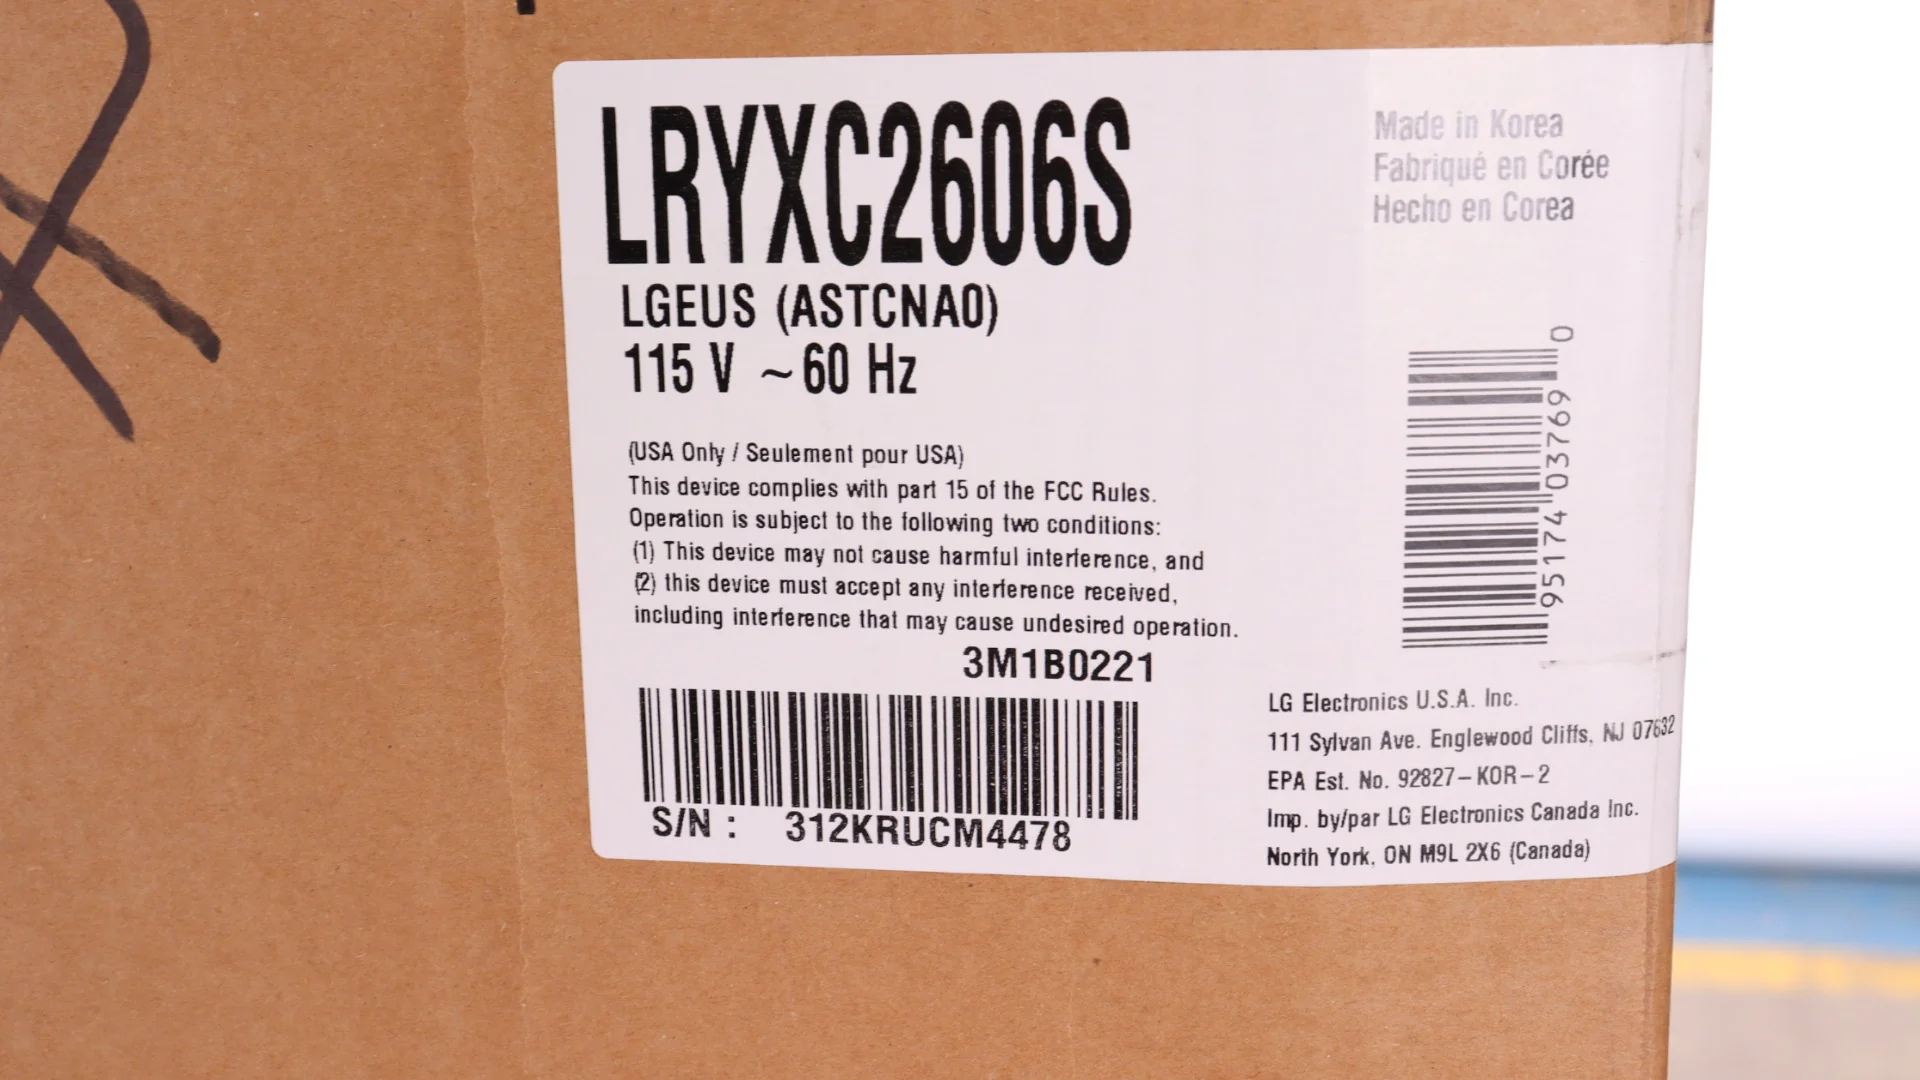 LRYXC2606S
LGEUS (ASTCNA0)
115 V ~ 60 Hz
(USA Only / Seulement pour USA)
This device complies with part 15 of the FCC Rules.
Operation is subject to the following two conditions:
(1) This device may not cause harmful interference, and
(2) this device must accept any interference received,
including interference that may cause undesired operation.
3M1B0221
S/N : 312KRUCM4478
Made in Korea
Fabriqué en Corée
Hecho en Corea
95174 03769 0
LG Electronics U.S.A. Inc.
111 Sylvan Ave. Englewood Cliffs, NJ 07632
EPA Est. No. 92827-KOR-2
Imp. by/par LG Electronics Canada Inc.
North York, ON M9L 2X6 (Canada)